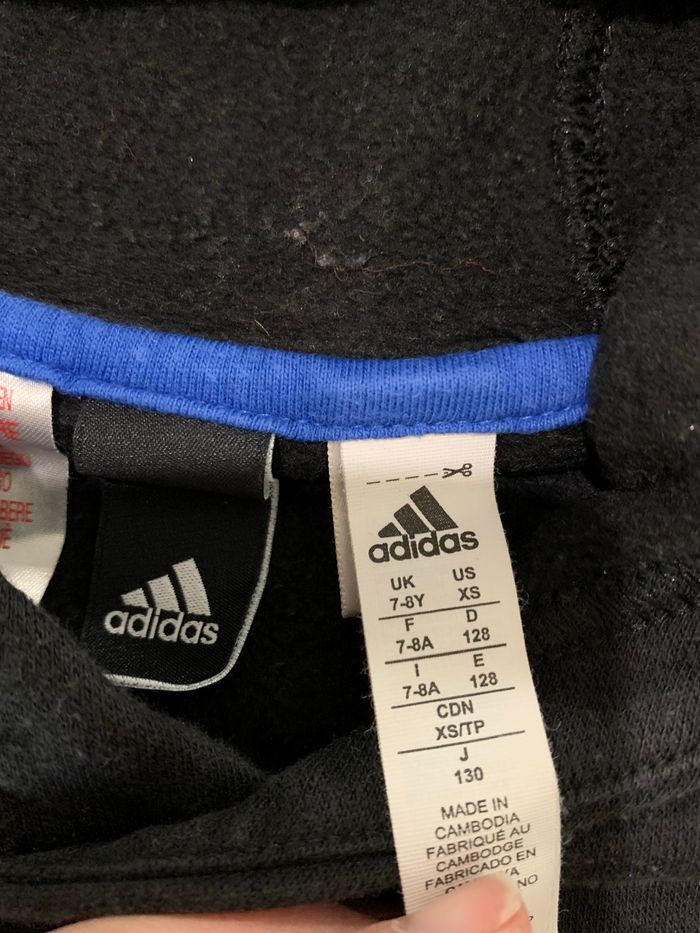 adidas
adidas
UK US
7-8Y XS
F D
7-8A 128
I E
7-8A 128
CDN
XS/TP
J
130
MADE IN
CAMBODIA
FABRIQUÉ AU
CAMBODGE
FABRICADO EN
NO